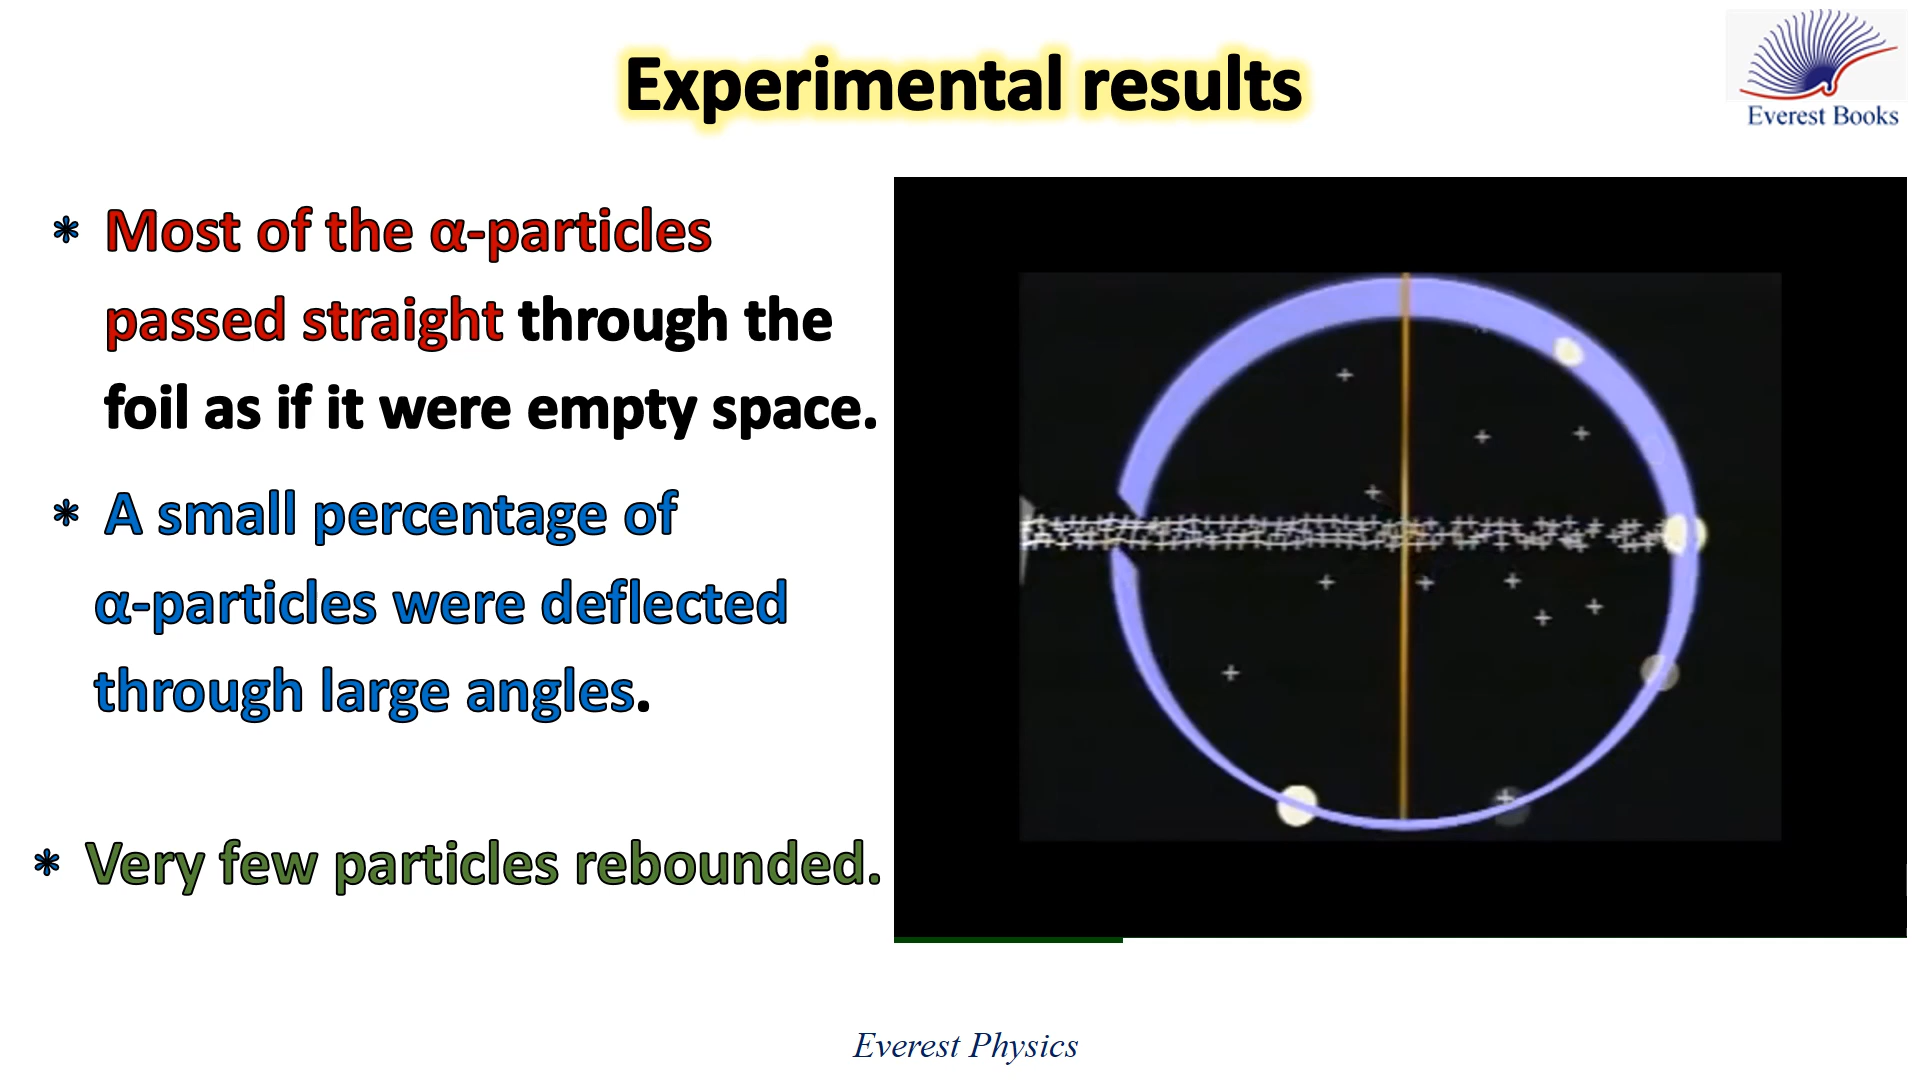 Experimental results
Everest Books
* Most of the α-particles
passed straight through the
foil as if it were empty space.
* A small percentage of
α-particles were deflected
through large angles.
* Very few particles rebounded.
Everest Physics